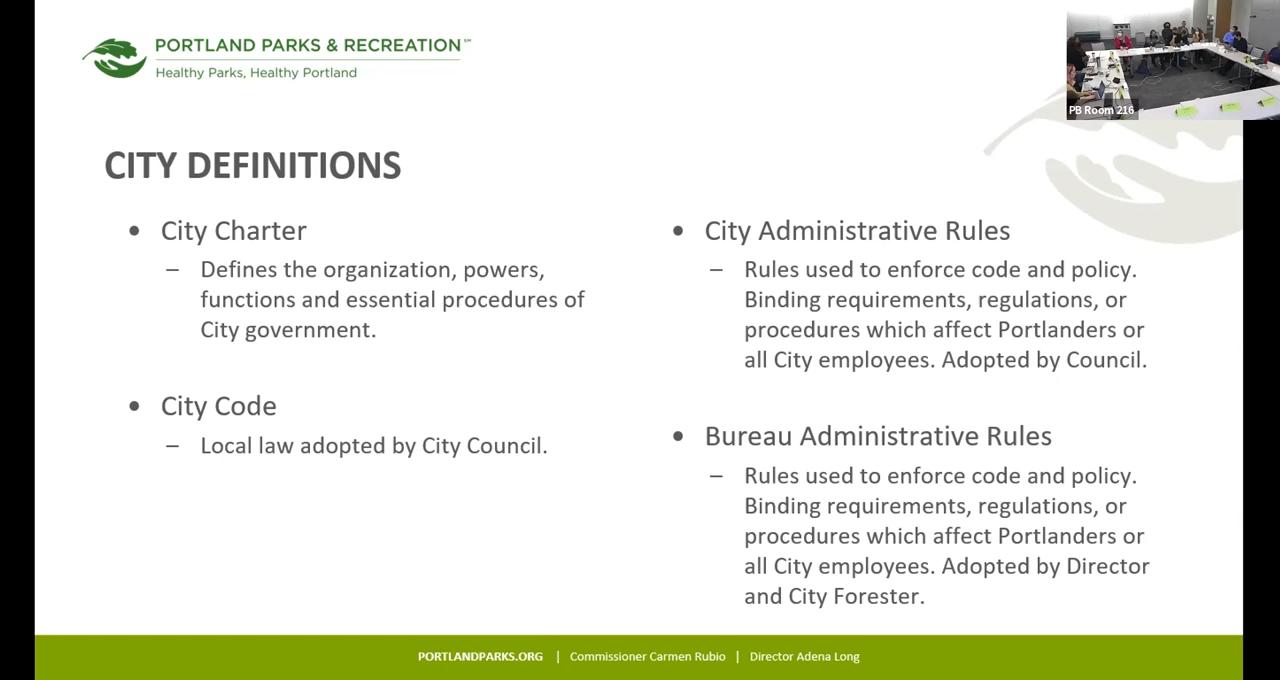 PORTLAND PARKS & RECREATION℠
Healthy Parks, Healthy Portland
PB Room 216
CITY DEFINITIONS
• City Charter
– Defines the organization, powers,
functions and essential procedures of
City government.
• City Code
– Local law adopted by City Council.
• City Administrative Rules
– Rules used to enforce code and policy.
Binding requirements, regulations, or
procedures which affect Portlanders or
all City employees. Adopted by Council.
• Bureau Administrative Rules
– Rules used to enforce code and policy.
Binding requirements, regulations, or
procedures which affect Portlanders or
all City employees. Adopted by Director
and City Forester.
PORTLANDPARKS.ORG | Commissioner Carmen Rubio | Director Adena Long